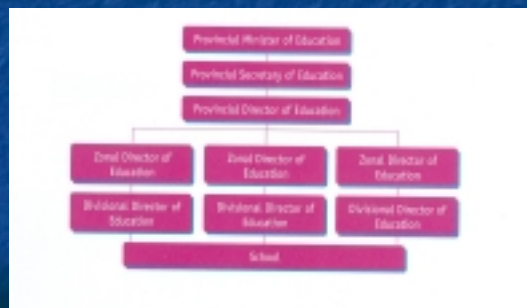 Provincial Minister of Education
Provincial Secretary of Education
Provincial Director of Education
Zonal Director of
Education
Zonal Director of
Education
Zonal Director of
Education
Divisional Director of
Education
Divisional Director of
Education
Divisional Director of
Education
School